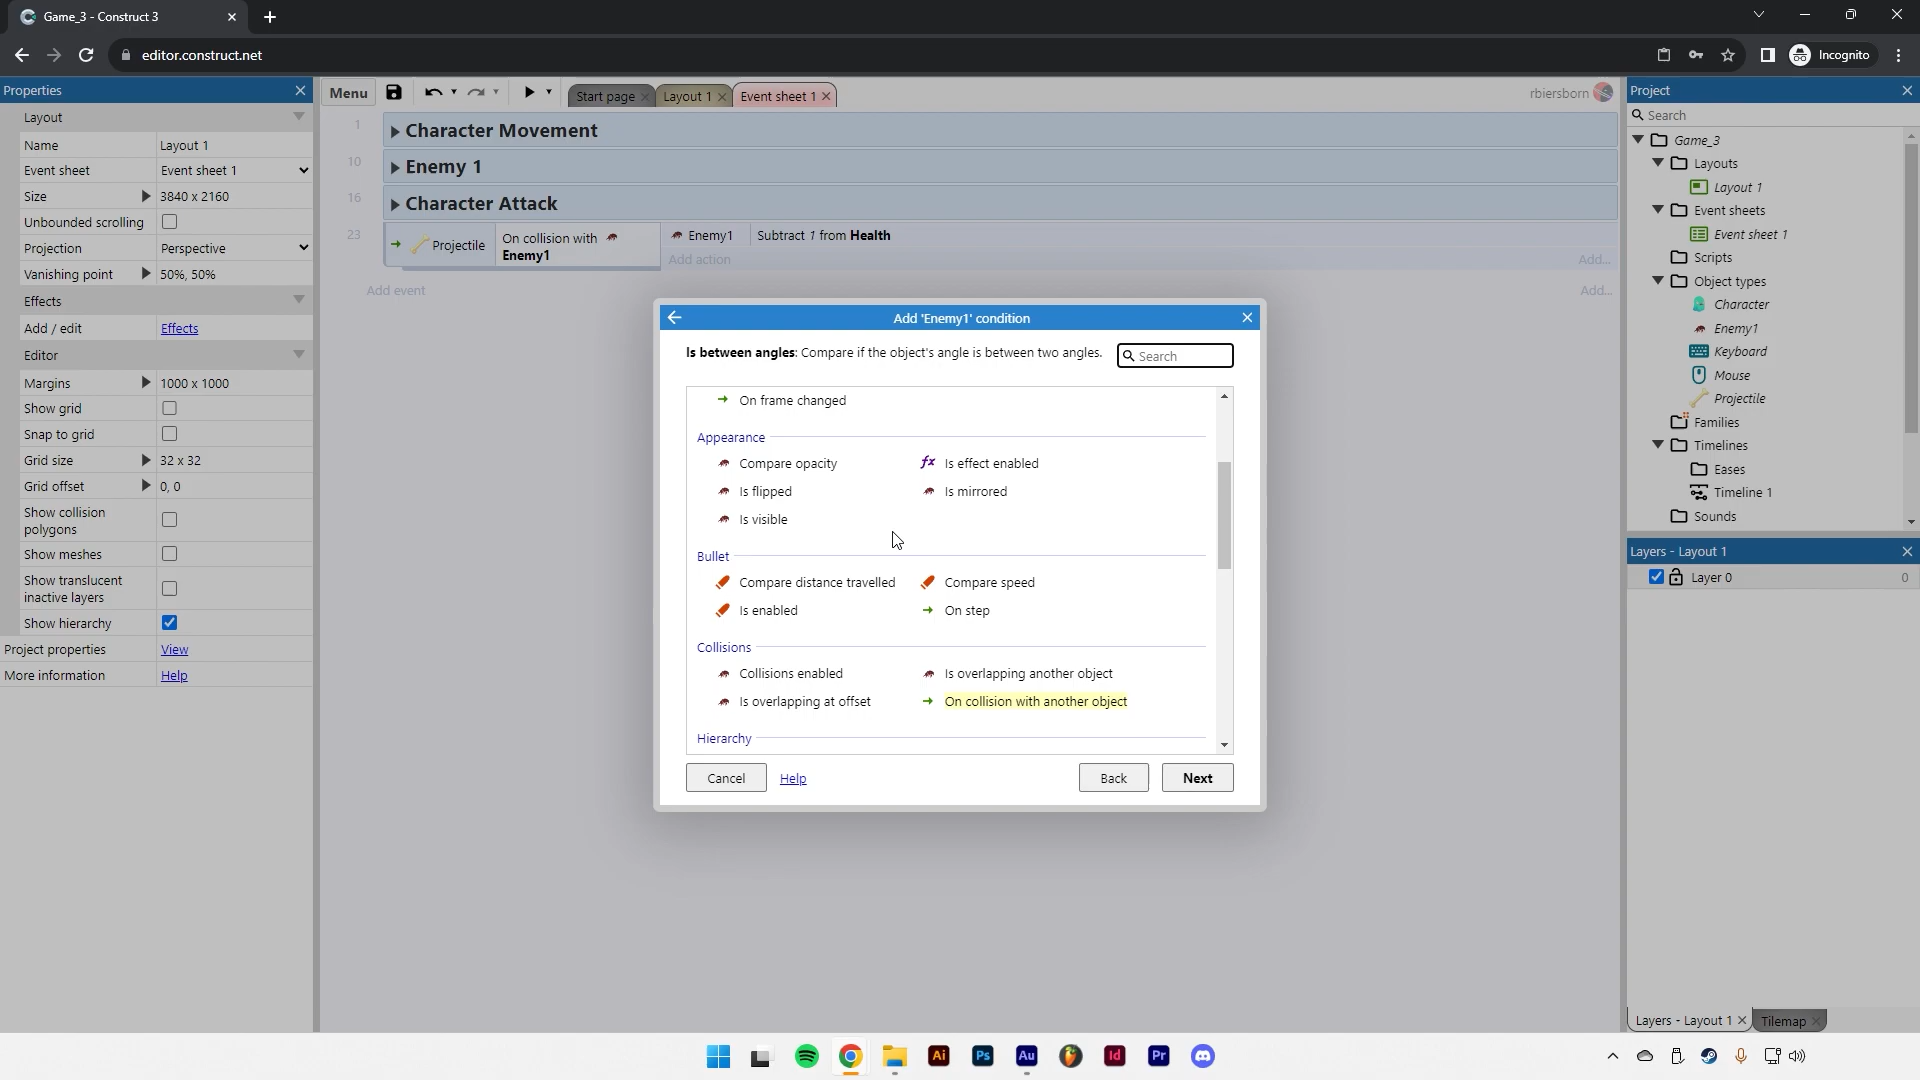 Game_3 - Construct 3
editor.construct.net
Incognito
Properties
Layout
Name
Layout 1
Event sheet
Event sheet 1
Size
3840 x 2160
Unbounded scrolling
Projection
Perspective
Vanishing point
50%, 50%
Effects
Add / edit
Effects
Editor
Margins
1000 x 1000
Show grid
Snap to grid
Grid size
32 x 32
Grid offset
0, 0
Show collision
polygons
Show meshes
Show translucent
inactive layers
Show hierarchy
Project properties
View
More information
Help
Menu
Start page
Layout 1
Event sheet 1
rbiersborn
1
Character Movement
10
Enemy 1
16
Character Attack
23
Projectile
On collision with
Enemy1
Enemy1
Subtract 1 from Health
Add action
Add...
Add event
Add...
Add 'Enemy1' condition
Is between angles: Compare if the object's angle is between two angles.
Search
On frame changed
Appearance
Compare opacity
Is effect enabled
Is flipped
Is mirrored
Is visible
Bullet
Compare distance travelled
Compare speed
Is enabled
On step
Collisions
Collisions enabled
Is overlapping another object
Is overlapping at offset
On collision with another object
Hierarchy
Cancel
Help
Back
Next
Project
Search
Game_3
Layouts
Layout 1
Event sheets
Event sheet 1
Scripts
Object types
Character
Enemy1
Keyboard
Mouse
Projectile
Families
Timelines
Eases
Timeline 1
Sounds
Layers - Layout 1
Layer 0
0
Layers - Layout 1
Tilemap
Ai
Ps
Au
Id
Pr